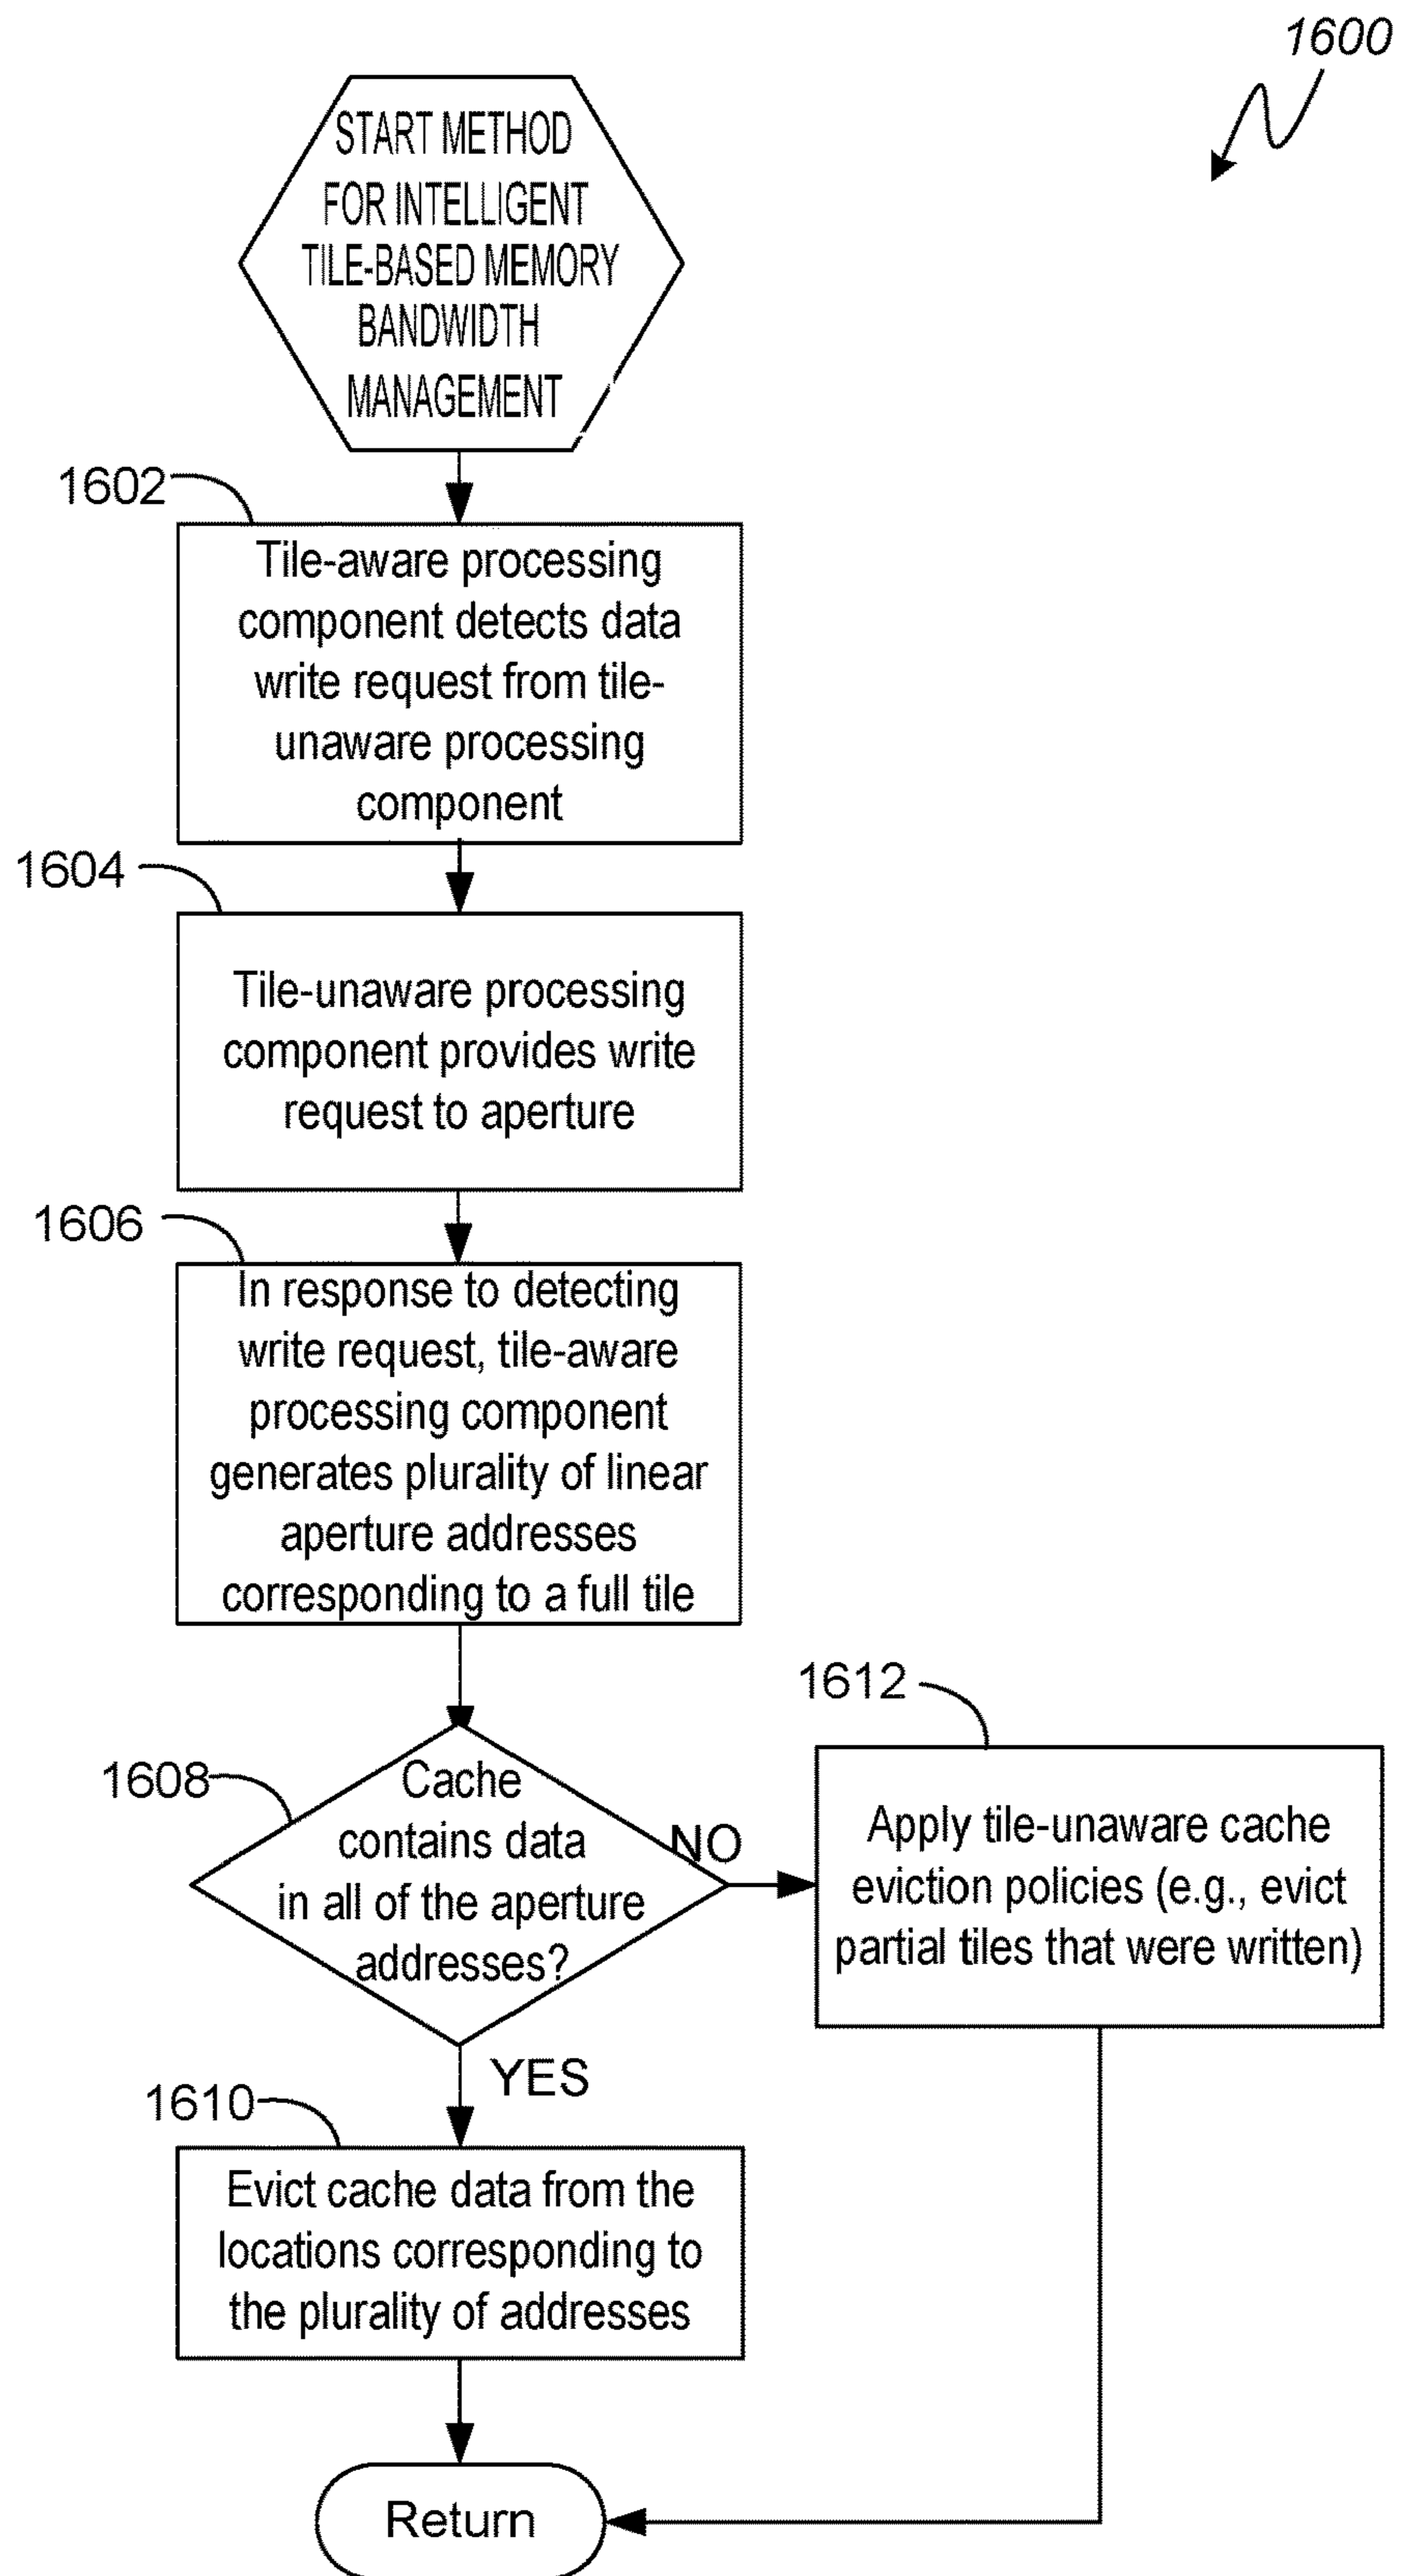 1600
START METHOD
FOR INTELLIGENT
TILE-BASED MEMORY
BANDWIDTH
MANAGEMENT
1602
Tile-aware processing
component detects data
write request from tile-
unaware processing
component
1604
Tile-unaware processing
component provides write
request to aperture
1606
In response to detecting
write request, tile-aware
processing component
generates plurality of linear
aperture addresses
corresponding to a full tile
1608
Cache
contains data
in all of the aperture
addresses?
NO
1612
Apply tile-unaware cache
eviction policies (e.g., evict
partial tiles that were written)
YES
1610
Evict cache data from the
locations corresponding to
the plurality of addresses
Return